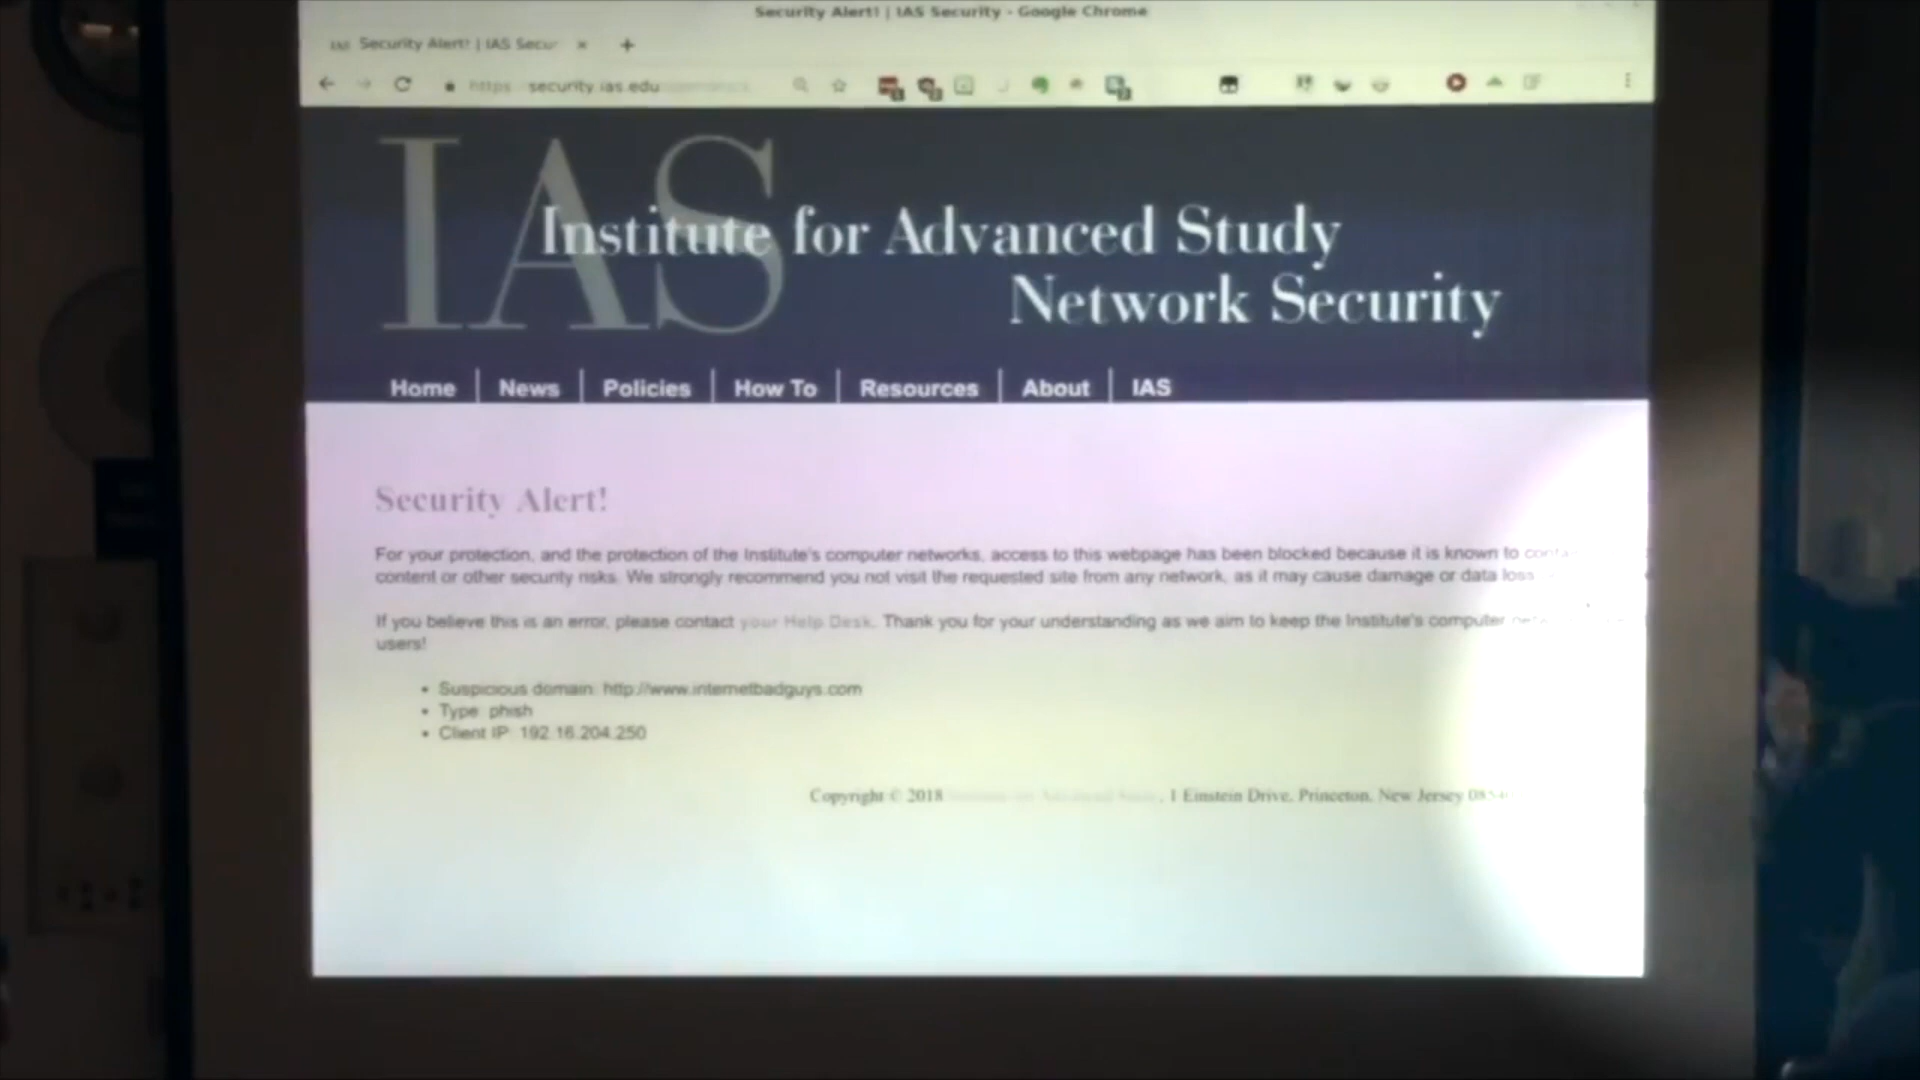 Security Alert! | IAS Security - Google Chrome
Security Alert! | IAS Secur
https security.ias.edu
IAS
Institute for Advanced Study
Network Security
Home News Policies How To Resources About IAS
Security Alert!
For your protection, and the protection of the Institute's computer networks, access to this webpage has been blocked because it is known to
content or other security risks. We strongly recommend you not visit the requested site from any network, as it may cause damage or data loss
If you believe this is an error, please contact your Help Desk. Thank you for your understanding as we aim to keep the Institute's computer
users!
• Suspicious domain: http://www.internetbadguys.com
• Type: phish
• Client IP: 192.16.204.250
Copyright © 2018 , 1 Einstein Drive, Princeton, New Jersey